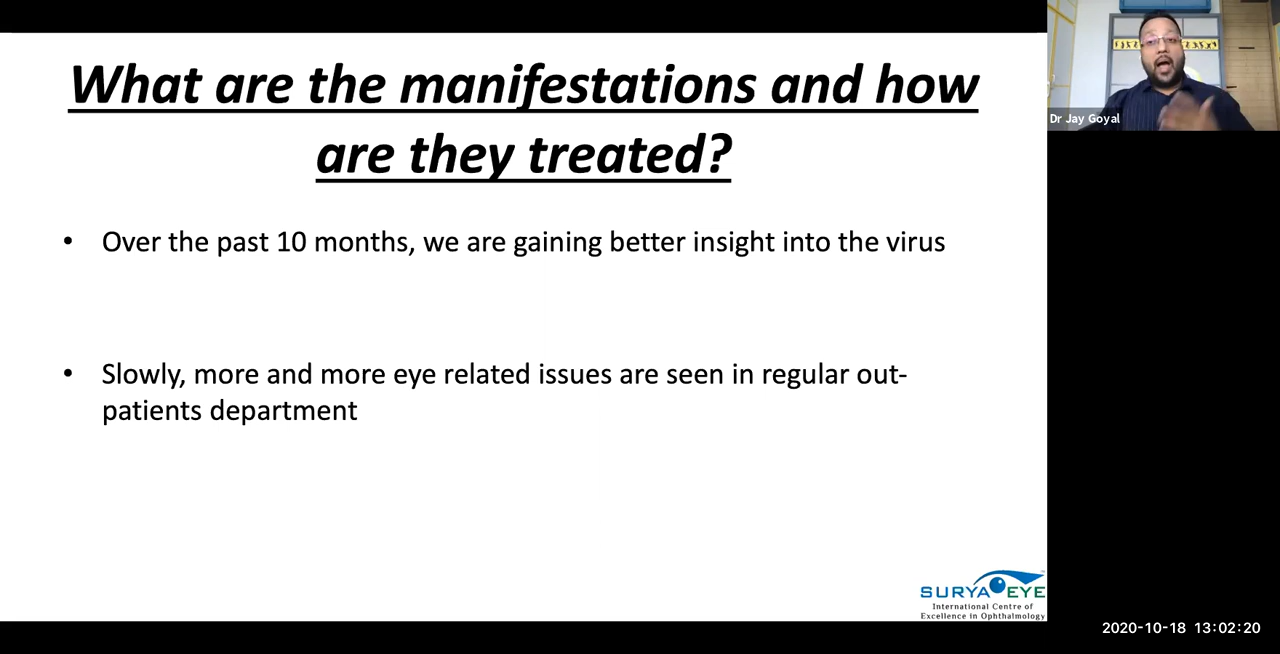 What are the manifestations and how
are they treated?
• Over the past 10 months, we are gaining better insight into the virus
• Slowly, more and more eye related issues are seen in regular out-
patients department
Dr Jay Goyal
SURYA EYE
International Centre of
Excellence in Ophthalmology
2020-10-18 13:02:20